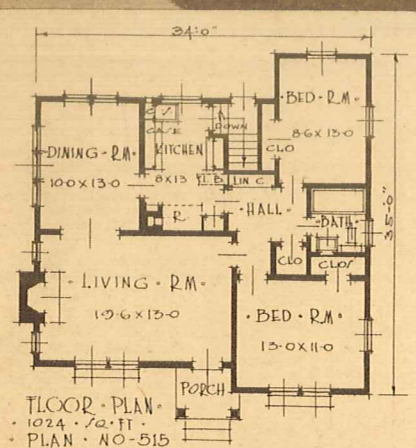 34'-0"
BED·RM·
8-6×13-0
DOWN
CASE
CLO
·DINING·RM·
10-0×13-0
KITCHEN
8×13
LIN C
R
·HALL·
BATH
35'-0"
CLO
CLOS
·LIVING·RM·
19-6×13-0
·BED·RM·
13-0×11-0
PORCH
FLOOR·PLAN·
·1024·SQ·FT·
·PLAN·NO-515